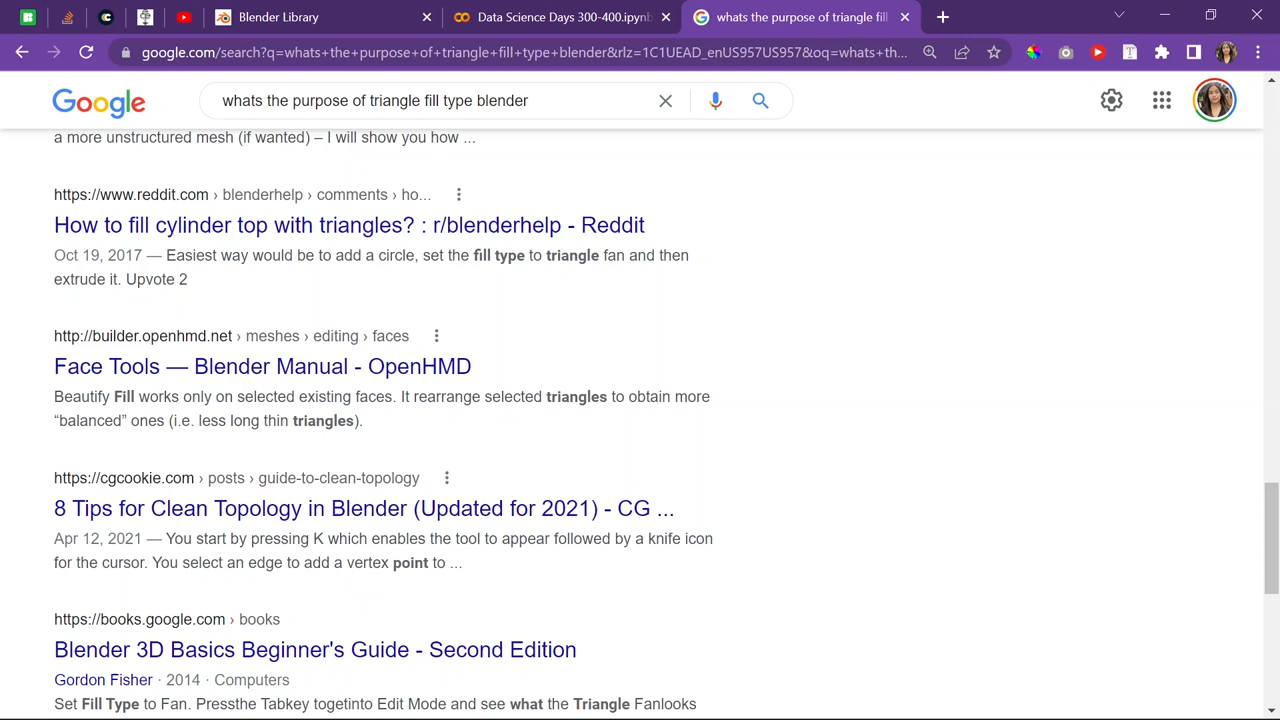 Blender Library
Data Science Days 300-400.ipynb
whats the purpose of triangle fill
google.com/search?q=whats+the+purpose+of+triangle+fill+type+blender&rlz=1C1UEAD_enUS957US957&oq=whats+th...
Google
whats the purpose of triangle fill type blender
a more unstructured mesh (if wanted) – I will show you how ...
https://www.reddit.com › blenderhelp › comments › ho...
How to fill cylinder top with triangles? : r/blenderhelp - Reddit
Oct 19, 2017 — Easiest way would be to add a circle, set the fill type to triangle fan and then
extrude it. Upvote 2
http://builder.openhmd.net › meshes › editing › faces
Face Tools — Blender Manual - OpenHMD
Beautify Fill works only on selected existing faces. It rearrange selected triangles to obtain more
“balanced” ones (i.e. less long thin triangles).
https://cgcookie.com › posts › guide-to-clean-topology
8 Tips for Clean Topology in Blender (Updated for 2021) - CG ...
Apr 12, 2021 — You start by pressing K which enables the tool to appear followed by a knife icon
for the cursor. You select an edge to add a vertex point to ...
https://books.google.com › books
Blender 3D Basics Beginner's Guide - Second Edition
Gordon Fisher · 2014 · Computers
Set Fill Type to Fan. Pressthe Tabkey togetinto Edit Mode and see what the Triangle Fanlooks